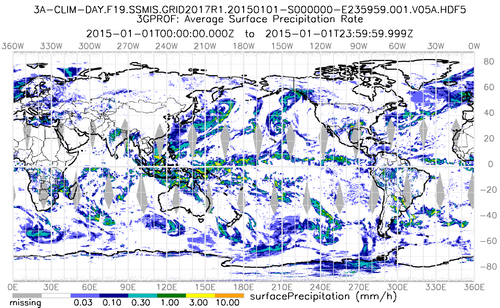 3A-CLIM-DAY.F19.SSMIS.GRID2017R1.20150101-S000000-E235959.001.V05A.HDF5
3GPROF: Average Surface Precipitation Rate
2015-01-01T00:00:00.000Z to 2015-01-01T23:59:59.999Z
360W 330W 300W 270W 240W 210W 180W 150W 120W 90W 60W 30W 0W
80
60
40
20
0
-20
-40
-60
-80
0E 30E 60E 90E 120E 150E 180E 210E 240E 270E 300E 330E 360E
missing 0.03 0.10 0.30 1.00 3.00 10.00 surfacePrecipitation (mm/h)